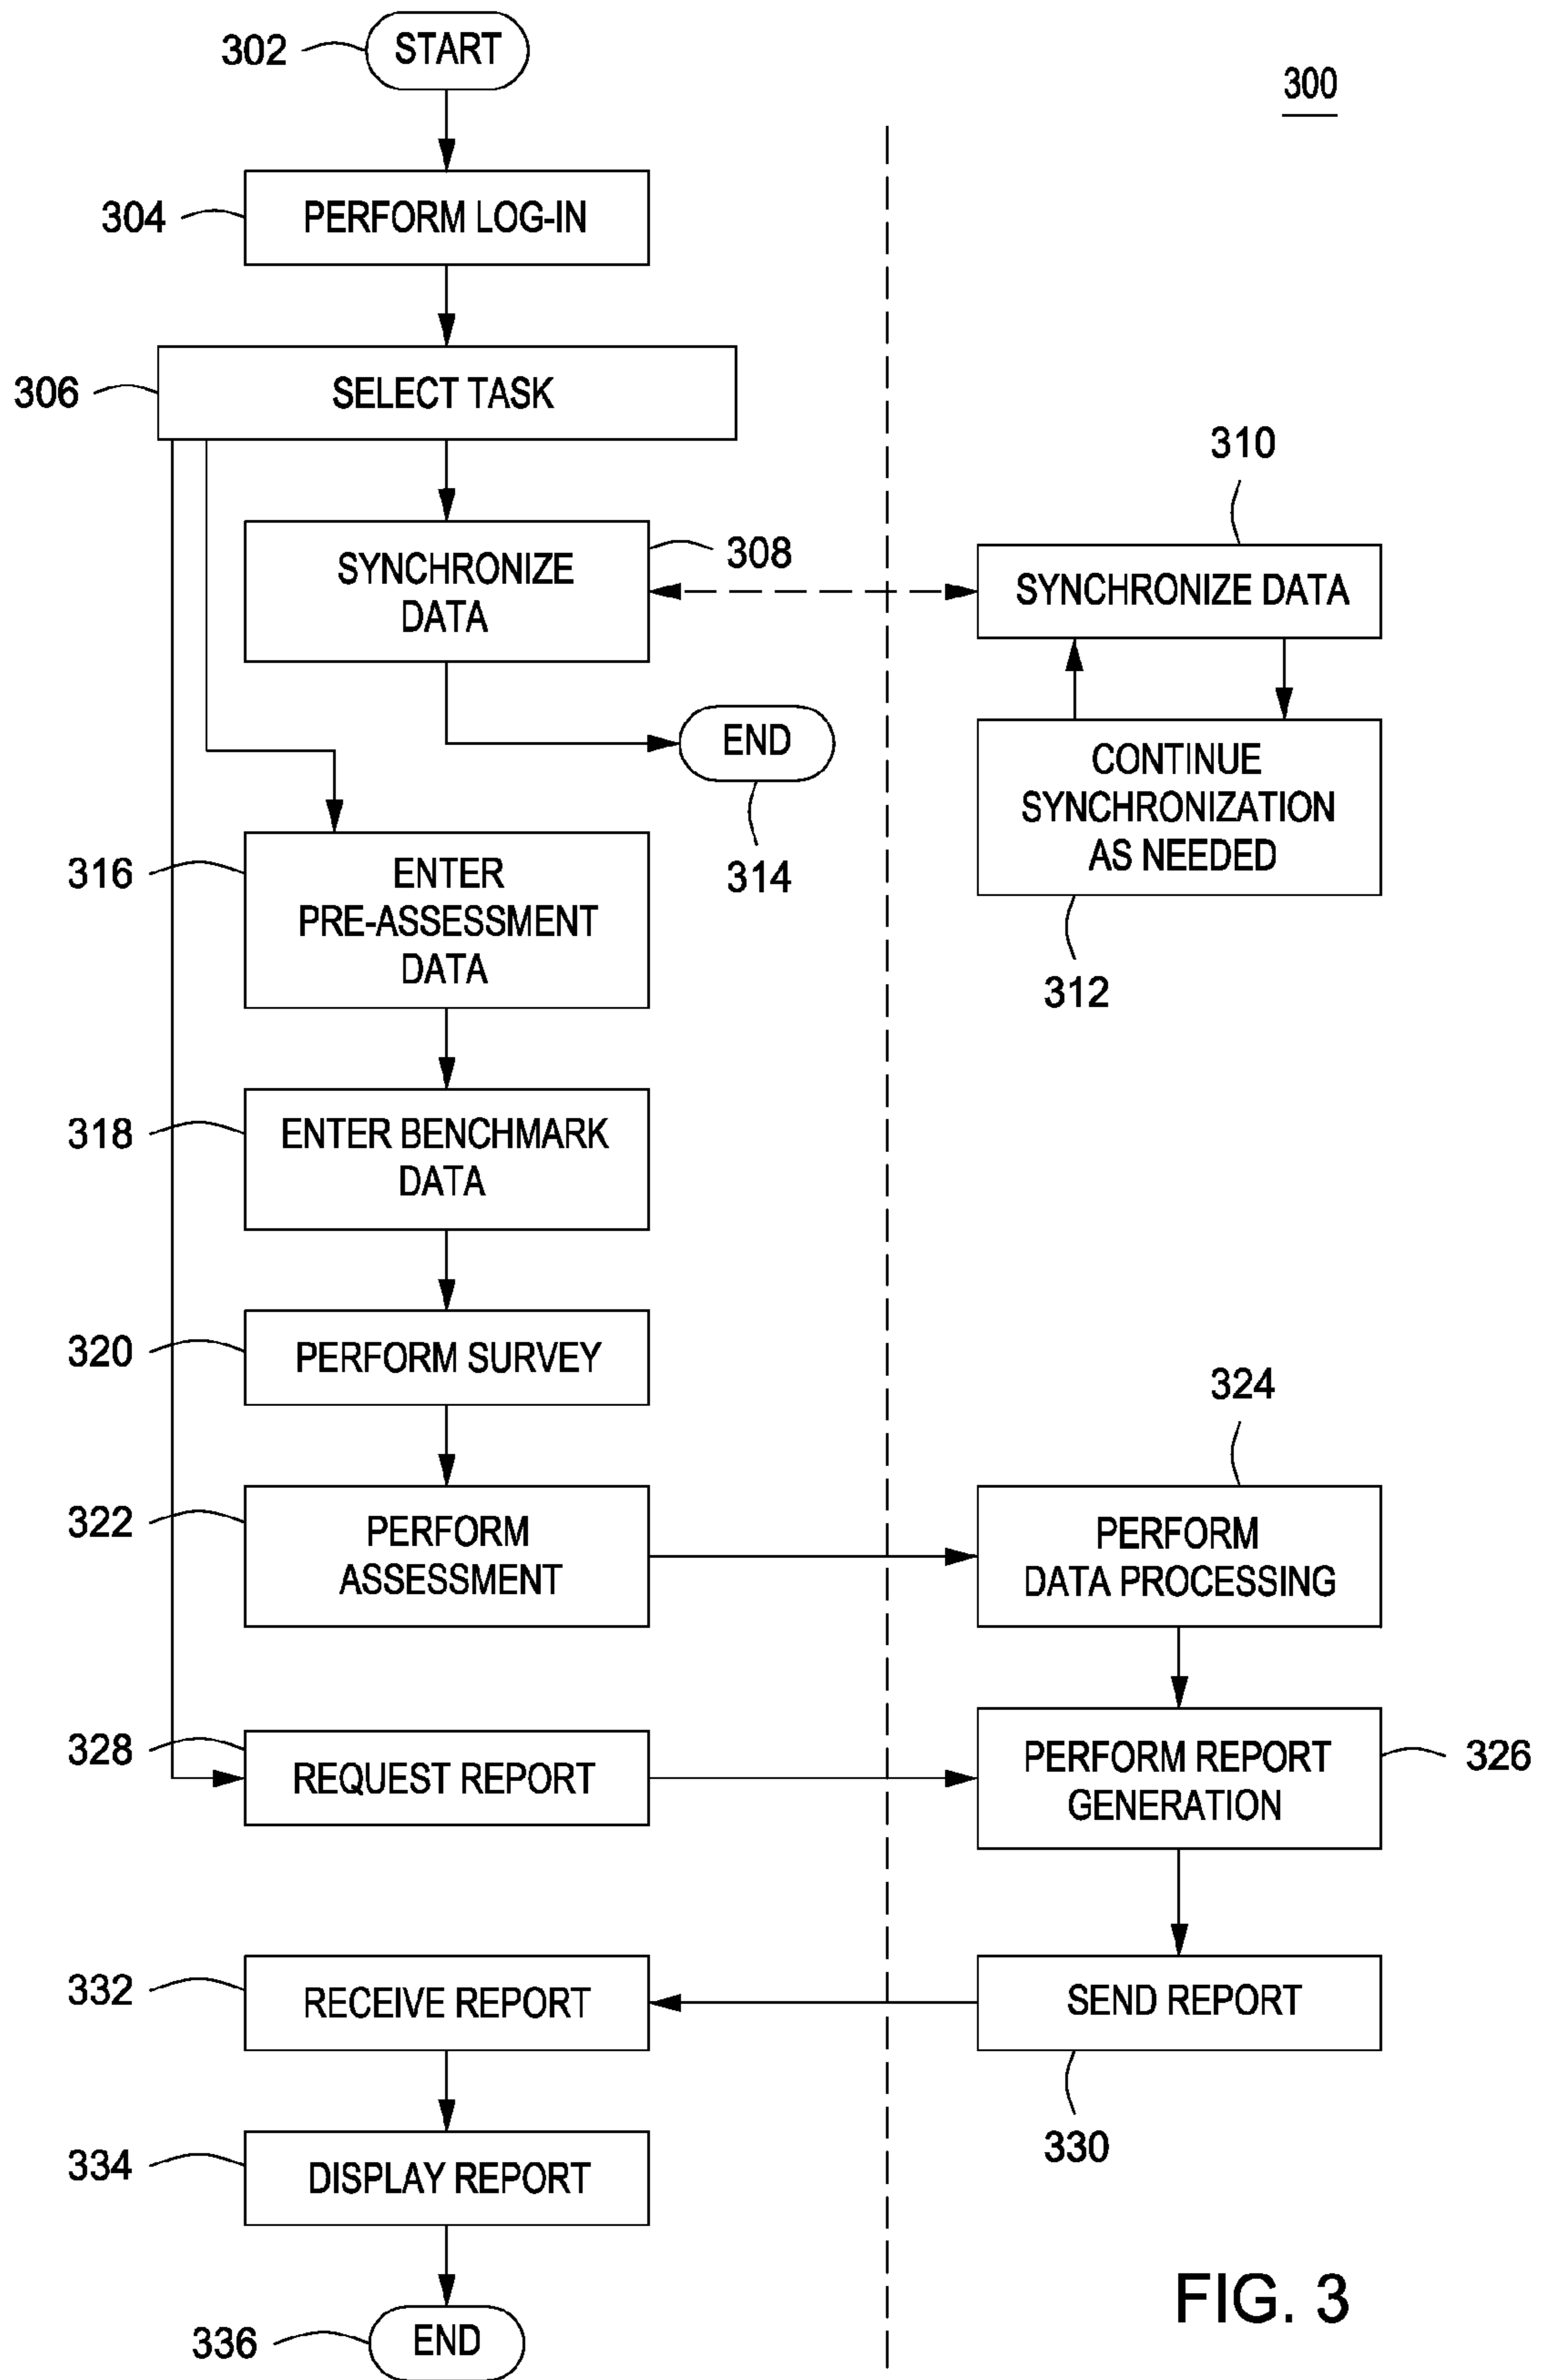 302
START
300
304
PERFORM LOG-IN
306
SELECT TASK
310
308
SYNCHRONIZE
DATA
SYNCHRONIZE DATA
END
314
CONTINUE
SYNCHRONIZATION
AS NEEDED
312
316
ENTER
PRE-ASSESSMENT
DATA
318
ENTER BENCHMARK
DATA
320
PERFORM SURVEY
324
322
PERFORM
ASSESSMENT
PERFORM
DATA PROCESSING
328
REQUEST REPORT
PERFORM REPORT
GENERATION
326
332
RECEIVE REPORT
SEND REPORT
330
334
DISPLAY REPORT
336
END
FIG. 3